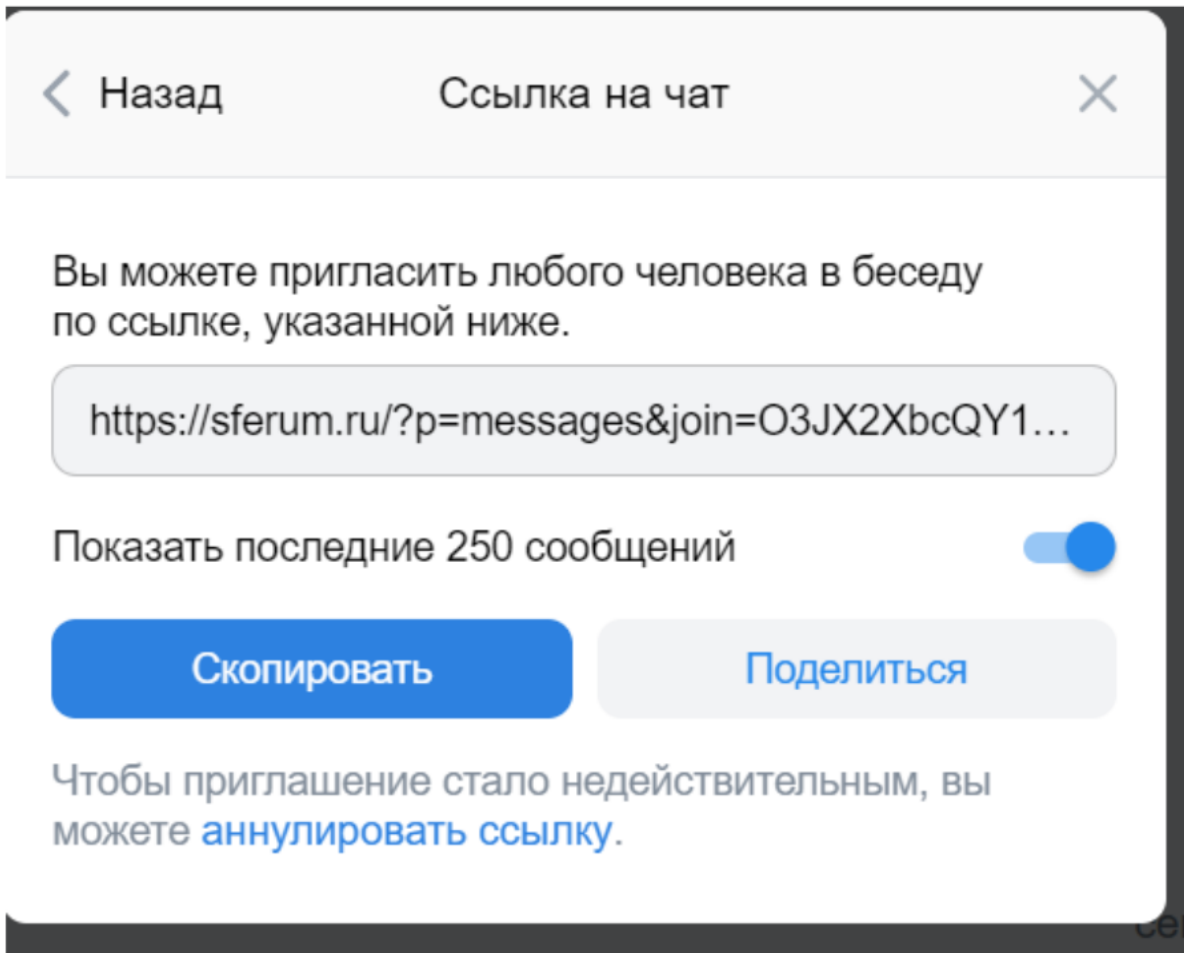 Назад
Ссылка на чат
Вы можете пригласить любого человека в беседу
по ссылке, указанной ниже.
https://sferum.ru/?p=messages&join=O3JX2XbcQY1...
Показать последние 250 сообщений
Скопировать
Поделиться
Чтобы приглашение стало недействительным, вы
можете аннулировать ссылку.